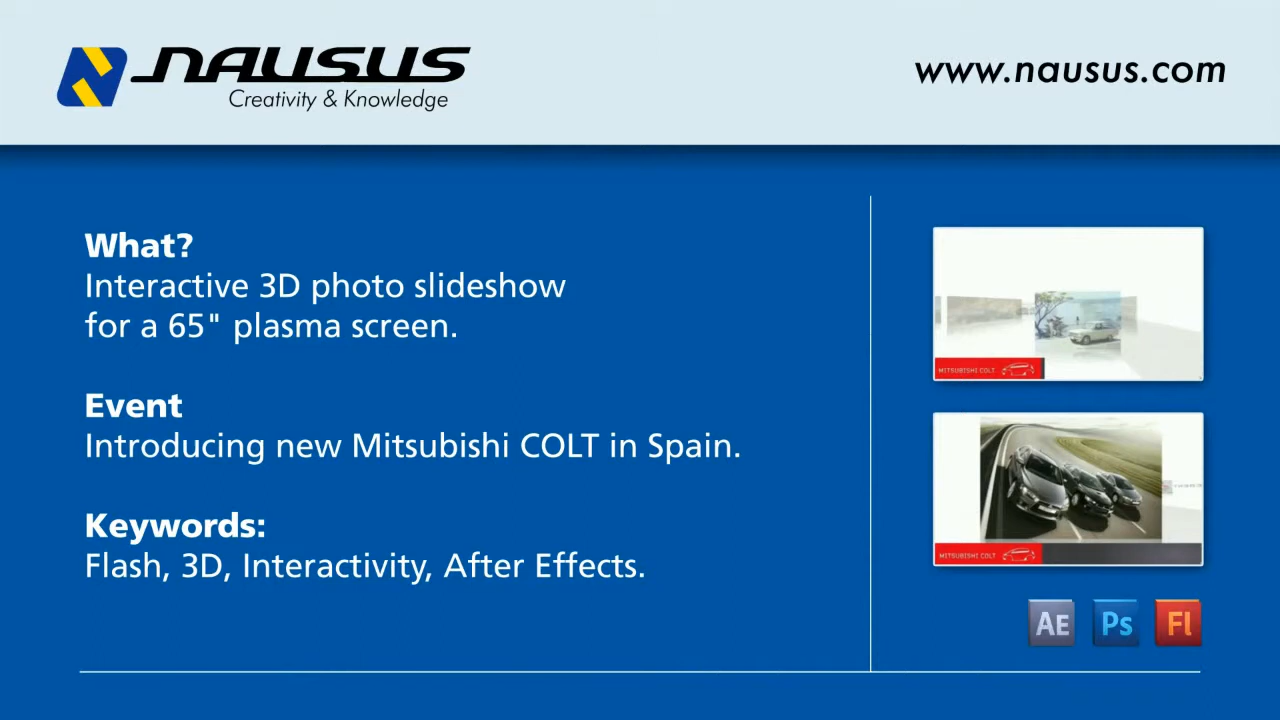 NAUSUS
Creativity & Knowledge
www.nausus.com
What?
Interactive 3D photo slideshow
for a 65" plasma screen.
Event
Introducing new Mitsubishi COLT in Spain.
Keywords:
Flash, 3D, Interactivity, After Effects.
MITSUBISHI COLT
MITSUBISHI COLT
AE
Ps
Fl